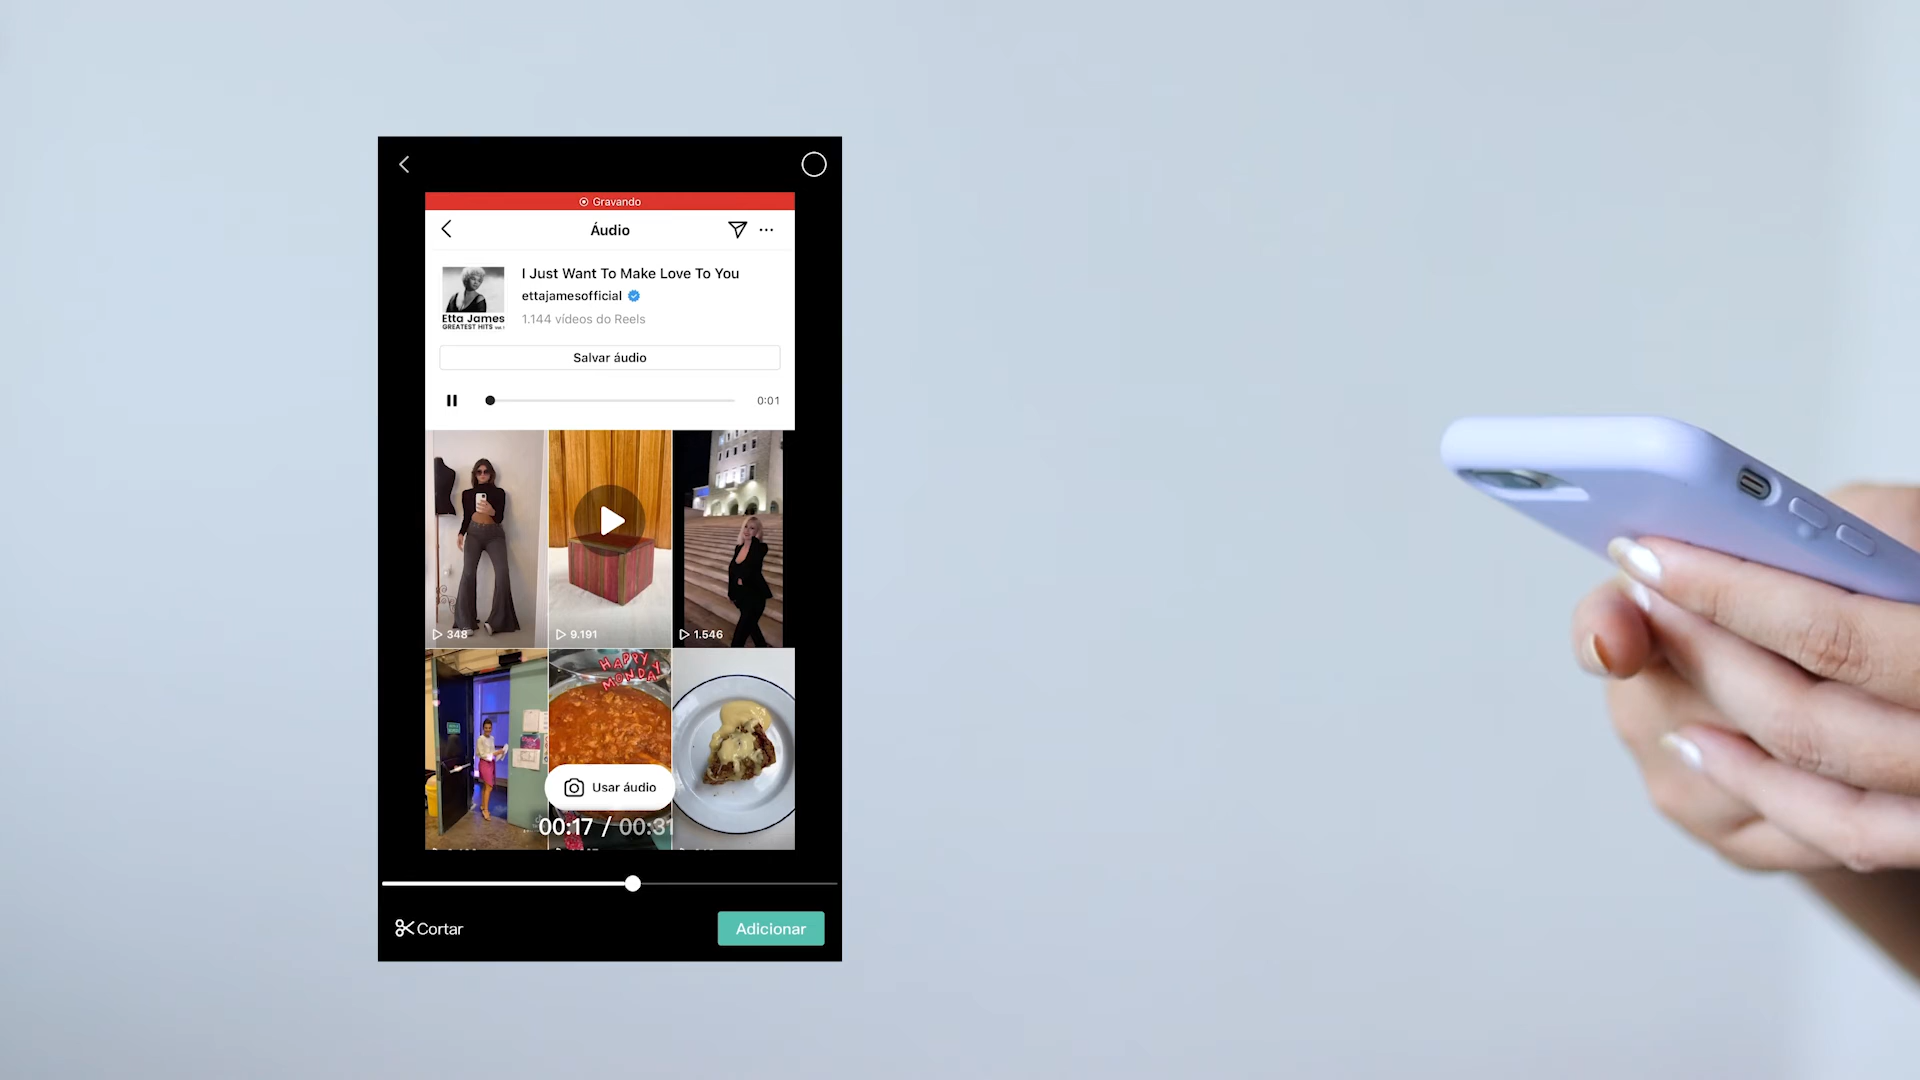 Gravando
Áudio
I Just Want To Make Love To You
ettajamesofficial
1.144 vídeos do Reels
Etta James
GREATEST HITS Vol. 1
Salvar áudio
0:01
348
9.191
1.546
HAPPY
MONDAY
Usar áudio
00:17 / 00:31
Cortar
Adicionar